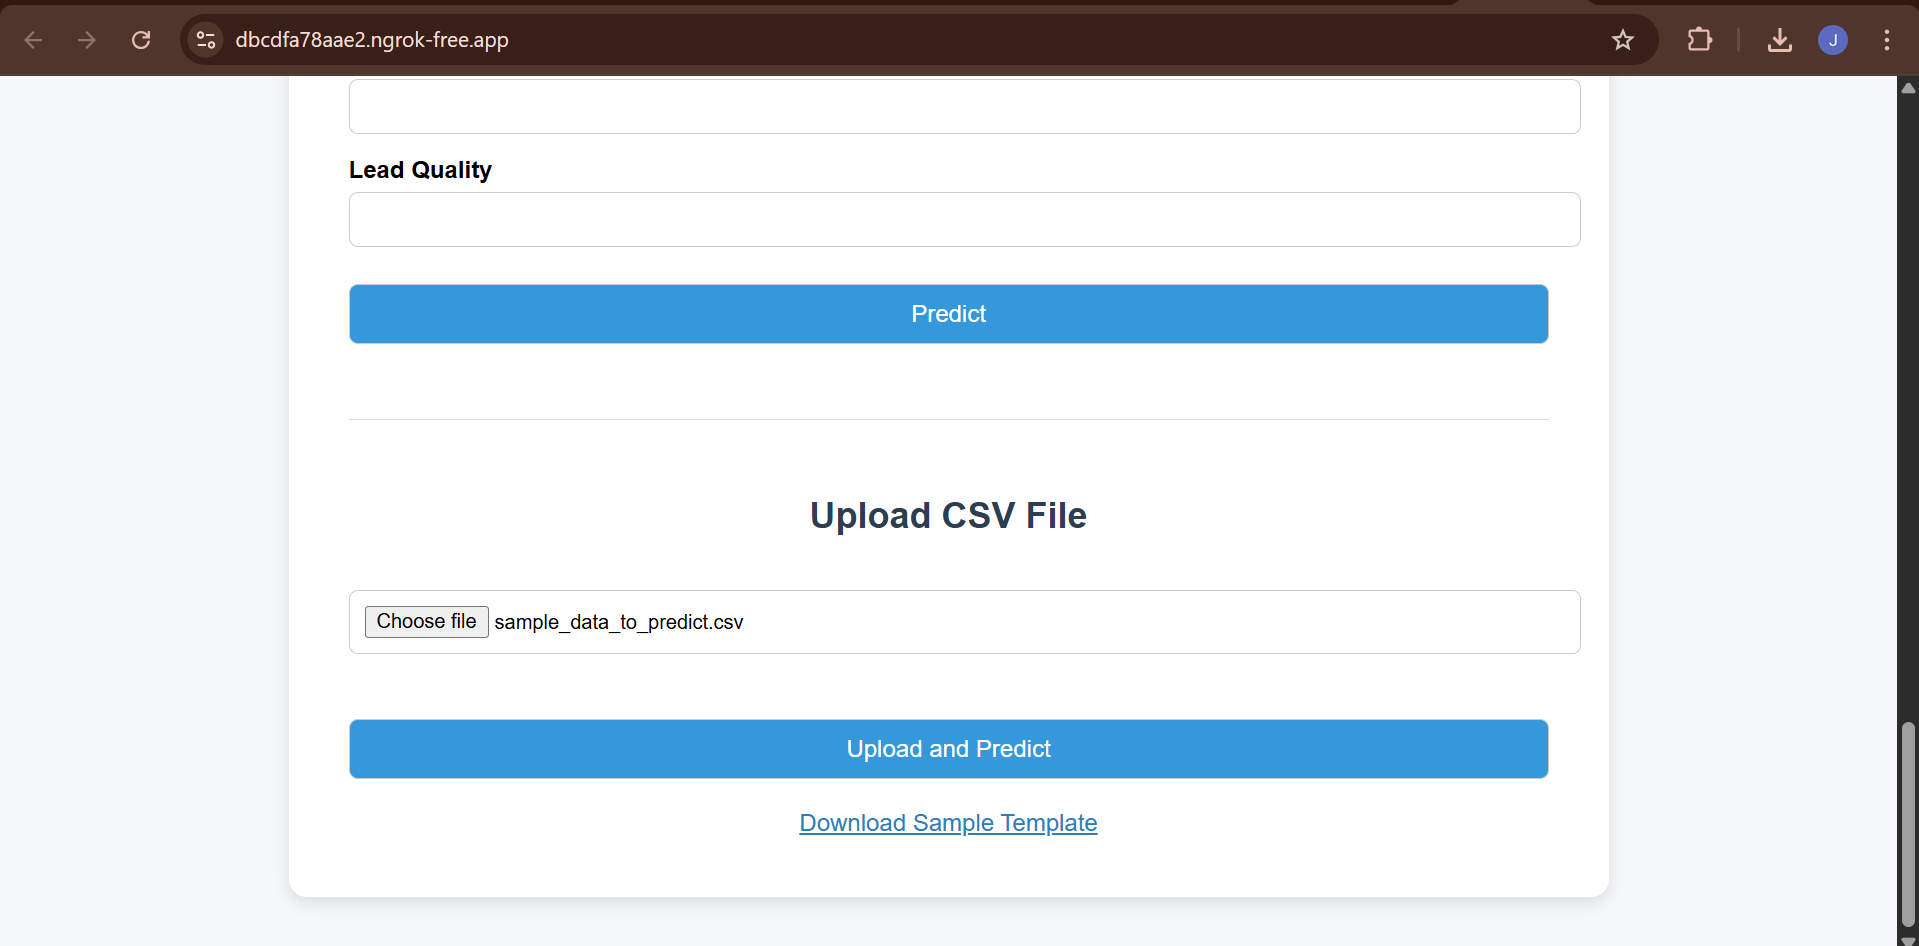 dbcdfa78aae2.ngrok-free.app
J
Lead Quality
Predict
Upload CSV File
Choose file sample_data_to_predict.csv
Upload and Predict
Download Sample Template